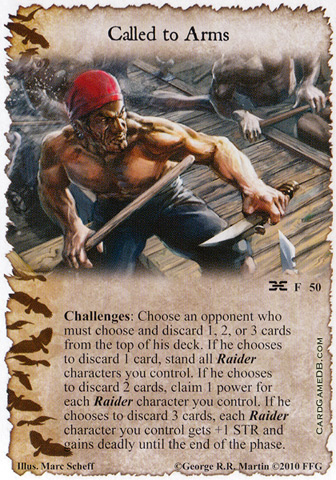 Called to Arms
F 50
Challenges: Choose an opponent who
must choose and discard 1, 2, or 3 cards
from the top of his deck. If he chooses
to discard 1 card, stand all Raider
characters you control. If he chooses
to discard 2 cards, claim 1 power for
each Raider character you control. If he
chooses to discard 3 cards, each Raider
character you control gets +1 STR and
gains deadly until the end of the phase.
CARDGAMEDB.COM
Illus. Marc Scheff ©George R.R. Martin ©2010 FFG